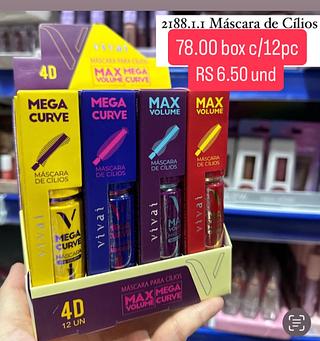 2188.1.1 Máscara de Cílios
78.00 box c/12pc
RS 6.50 und
vivai
4D
MÁSCARA PARA CÍLIOS
MAX VOLUME MEGA CURVE
MEGA CURVE
MÁSCARA DE CÍLIOS
vivai
MEGA CURVE
MÁSCARA
MEGA CURVE
MÁSCARA DE CÍLIOS
vivai
MAX VOLUME
MÁSCARA DE CÍLIOS
vivai
MAX VOLUME
MÁSCARA DE CÍLIOS
vivai
4D
12 UN
MÁSCARA PARA CÍLIOS
MAX VOLUME MEGA CURVE